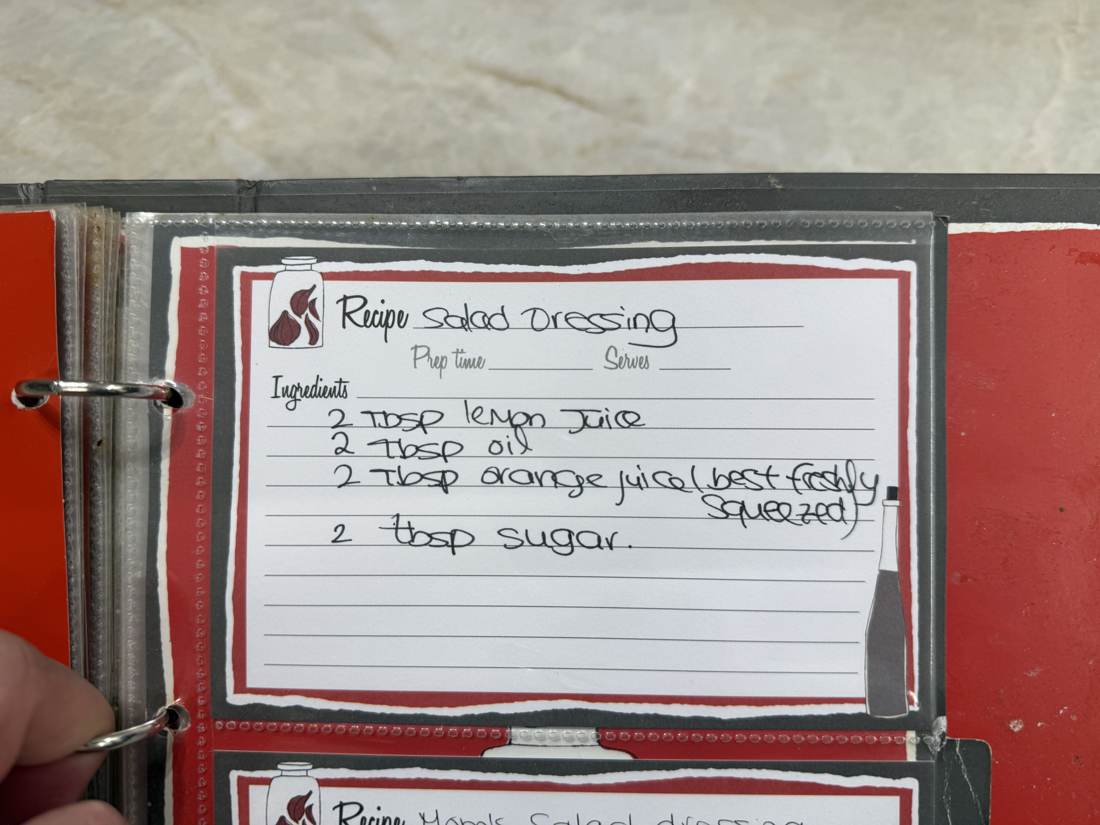 Recipe Salad Dressing
Prep time Serves
Ingredients
2 Tbsp lemon Juice
2 Tbsp oil
2 Tbsp orange juice (best freshly
squeezed)
2 tbsp sugar.
Recipe Salad dressing